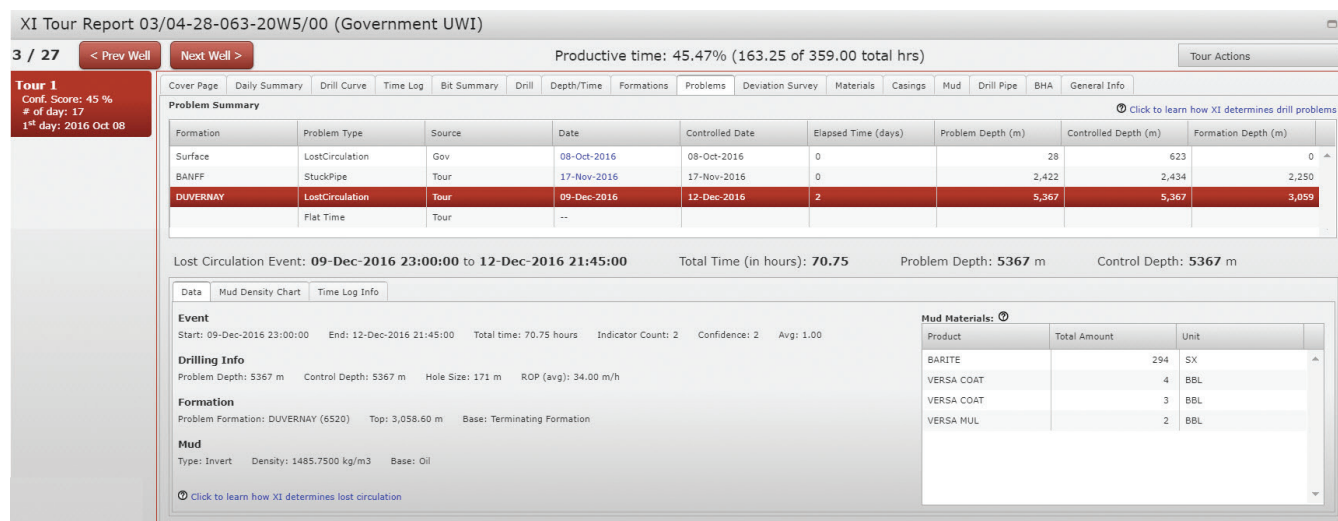 XI Tour Report 03/04-28-063-20W5/00 (Government UWI)
3 / 27 < Prev Well Next Well > Productive time: 45.47% (163.25 of 359.00 total hrs) Tour Actions
Tour 1
Conf. Score: 45 %
# of day: 17
1st day: 2016 Oct 08
Cover Page Daily Summary Drill Curve Time Log Bit Summary Drill Depth/Time Formations Problems Deviation Survey Materials Casings Mud Drill Pipe BHA General Info
Problem Summary Click to learn how XI determines drill problems
Formation Problem Type Source Date Controlled Date Elapsed Time (days) Problem Depth (m) Controlled Depth (m) Formation Depth (m)
Surface LostCirculation Gov 08-Oct-2016 08-Oct-2016 0 28 623 0
BANFF StuckPipe Tour 17-Nov-2016 17-Nov-2016 0 2,422 2,434 2,250
DUVERNAY LostCirculation Tour 09-Dec-2016 12-Dec-2016 2 5,367 5,367 3,059
Flat Time Tour --
Lost Circulation Event: 09-Dec-2016 23:00:00 to 12-Dec-2016 21:45:00 Total Time (in hours): 70.75 Problem Depth: 5367 m Control Depth: 5367 m
Data Mud Density Chart Time Log Info
Event
Start: 09-Dec-2016 23:00:00 End: 12-Dec-2016 21:45:00 Total time: 70.75 hours Indicator Count: 2 Confidence: 2 Avg: 1.00
Drilling Info
Problem Depth: 5367 m Control Depth: 5367 m Hole Size: 171 m ROP (avg): 34.00 m/h
Formation
Problem Formation: DUVERNAY (6520) Top: 3,058.60 m Base: Terminating Formation
Mud
Type: Invert Density: 1485.7500 kg/m3 Base: Oil
Click to learn how XI determines lost circulation
Mud Materials:
Product Total Amount Unit
BARITE 294 SX
VERSA COAT 4 BBL
VERSA COAT 3 BBL
VERSA MUL 2 BBL